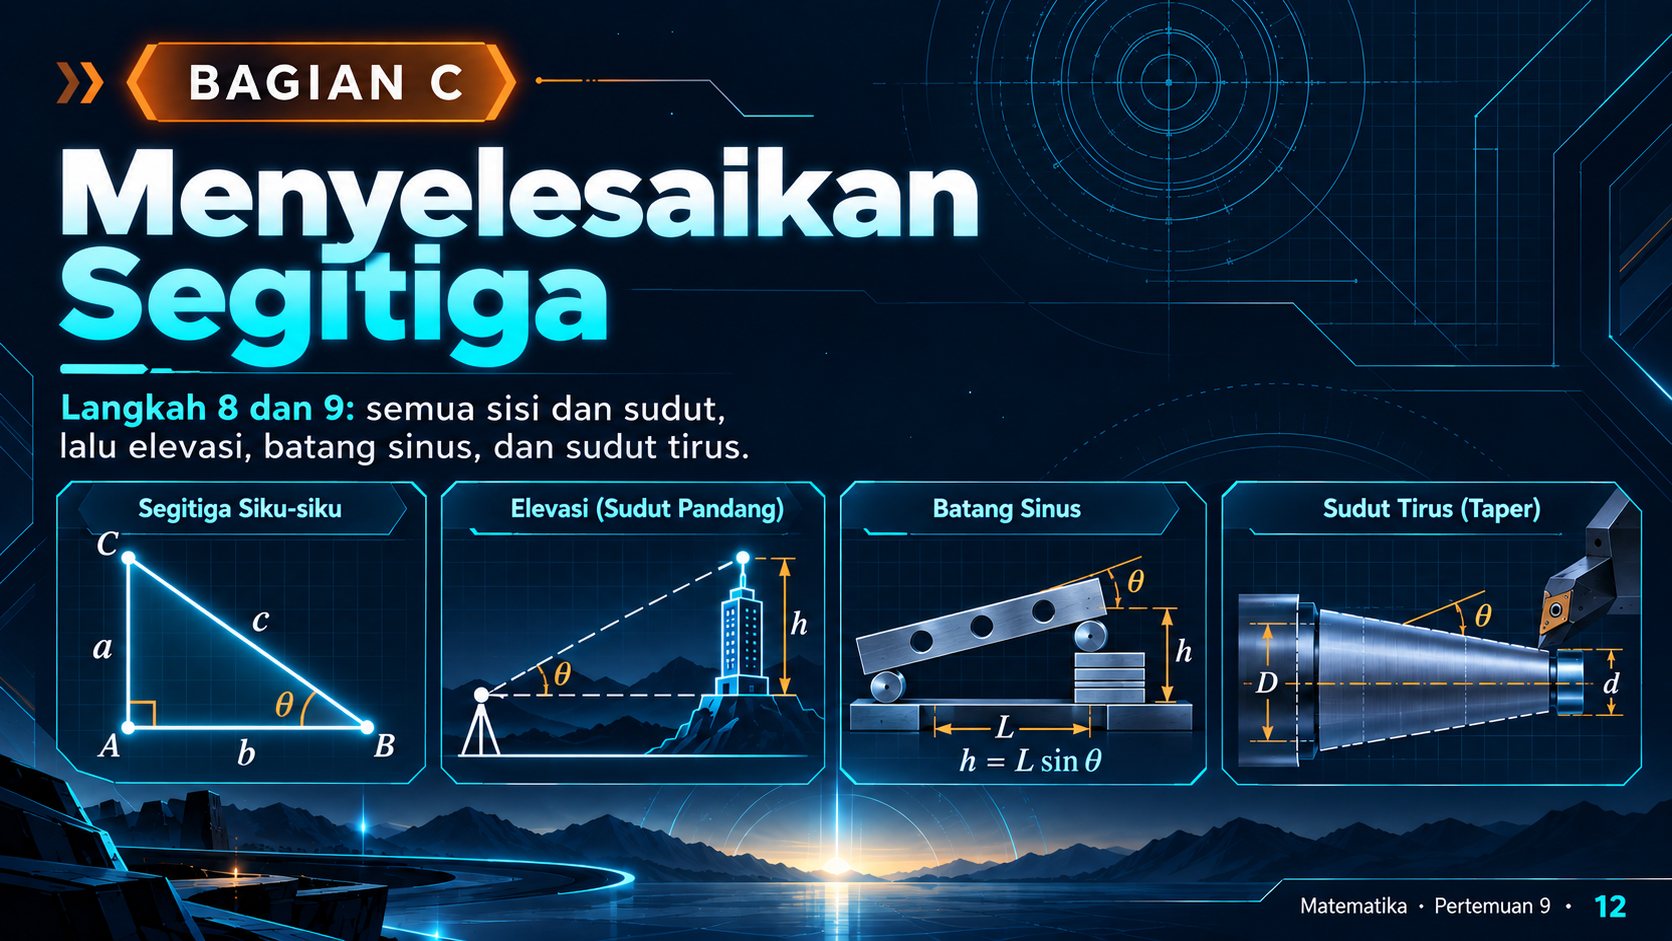 BAGIAN C
Menyelesaikan
Segitiga
Langkah 8 dan 9: semua sisi dan sudut,
lalu elevasi, batang sinus, dan sudut tirus.
Segitiga Siku-siku
C
c
a
θ
A
b
B
Elevasi (Sudut Pandang)
θ
h
Batang Sinus
θ
h
L
h = L sin θ
Sudut Tirus (Taper)
θ
D
d
Matematika • Pertemuan 9 • 12